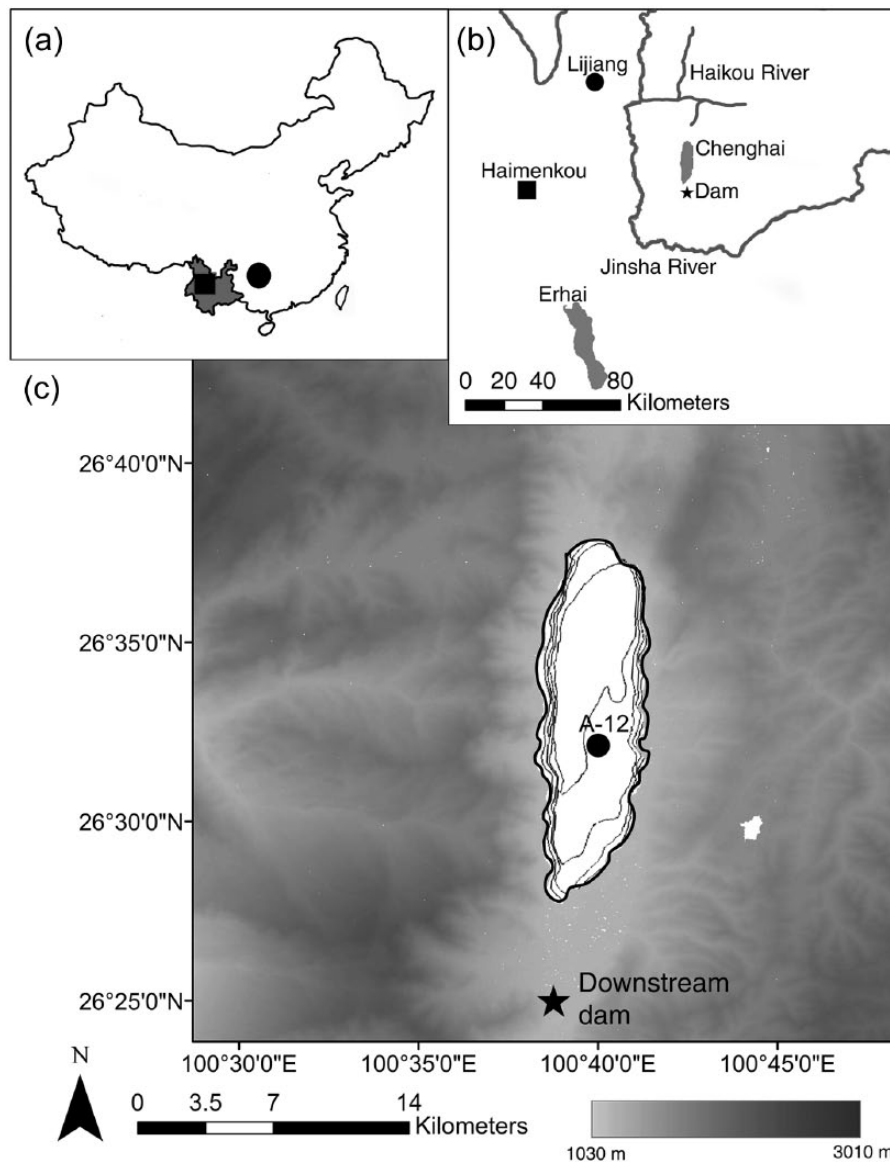 (a)
(b)
Lijiang
Haikou River
Chenghai
Haimenkou
Dam
Jinsha River
Erhai
0 20 40 80
Kilometers
(c)
26°40'0"N
26°35'0"N
A-12
26°30'0"N
26°25'0"N
Downstream
dam
100°30'0"E 100°35'0"E 100°40'0"E 100°45'0"E
N
0 3.5 7 14
Kilometers
1030 m 3010 m